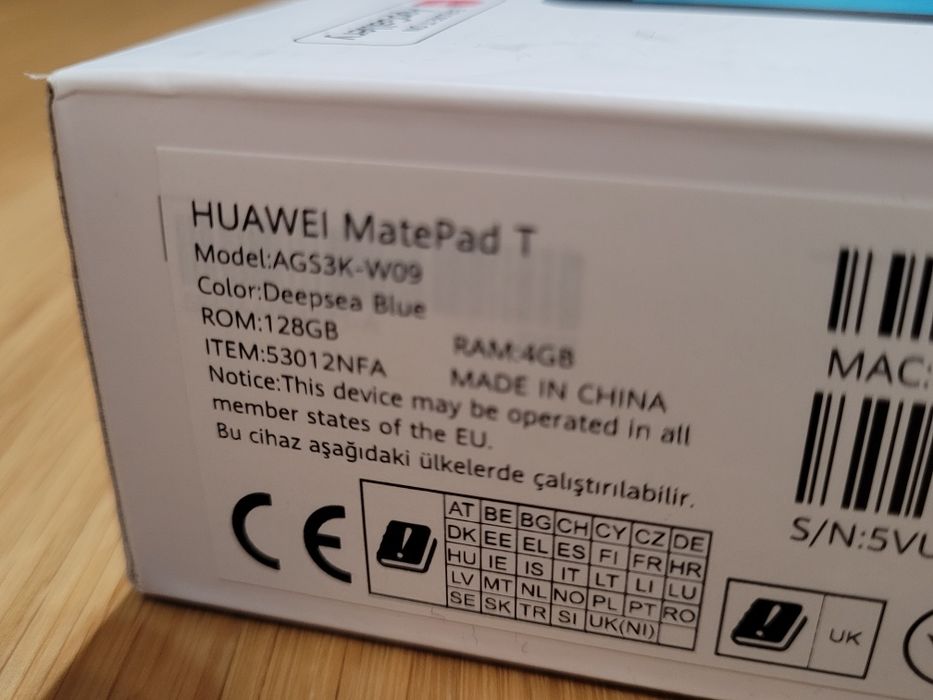 HUAWEI MatePad T
Model:AGS3K-W09
Color:Deepsea Blue
ROM:128GB RAM:4GB
ITEM:53012NFA MADE IN CHINA
Notice:This device may be operated in all
member states of the EU.
Bu cihaz aşağıdaki ülkelerde çalıştırılabilir.
CE
AT BE BG CH CY CZ DE
DK EE EL ES FI FR HR
HU IE IS IT LT LI LU
LV MT NL NO PL PT RO
SE SK TR SI UK(NI)
UK
MAC:
S/N:5VU